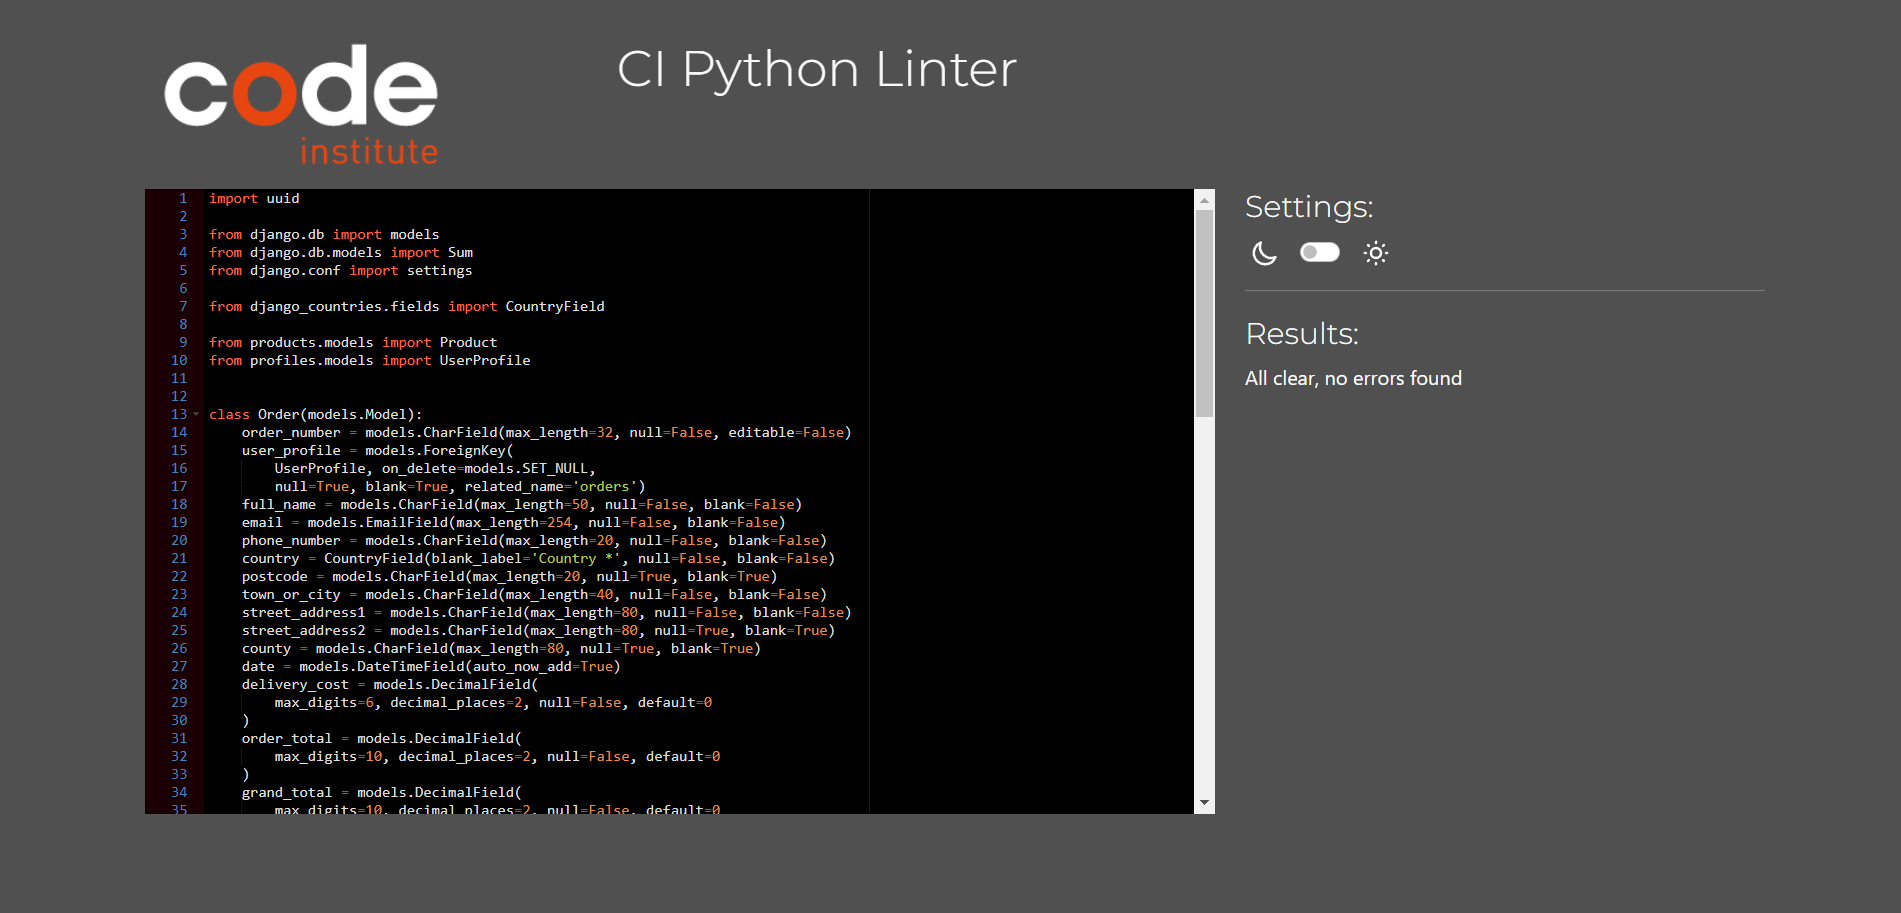 code
institute
CI Python Linter
1 import uuid
2
3 from django.db import models
4 from django.db.models import Sum
5 from django.conf import settings
6
7 from django_countries.fields import CountryField
8
9 from products.models import Product
10 from profiles.models import UserProfile
11
12
13 class Order(models.Model):
14     order_number = models.CharField(max_length=32, null=False, editable=False)
15     user_profile = models.ForeignKey(
16         UserProfile, on_delete=models.SET_NULL,
17         null=True, blank=True, related_name='orders')
18     full_name = models.CharField(max_length=50, null=False, blank=False)
19     email = models.EmailField(max_length=254, null=False, blank=False)
20     phone_number = models.CharField(max_length=20, null=False, blank=False)
21     country = CountryField(blank_label='Country *', null=False, blank=False)
22     postcode = models.CharField(max_length=20, null=True, blank=True)
23     town_or_city = models.CharField(max_length=40, null=False, blank=False)
24     street_address1 = models.CharField(max_length=80, null=False, blank=False)
25     street_address2 = models.CharField(max_length=80, null=True, blank=True)
26     county = models.CharField(max_length=80, null=True, blank=True)
27     date = models.DateTimeField(auto_now_add=True)
28     delivery_cost = models.DecimalField(
29         max_digits=6, decimal_places=2, null=False, default=0
30     )
31     order_total = models.DecimalField(
32         max_digits=10, decimal_places=2, null=False, default=0
33     )
34     grand_total = models.DecimalField(
35         max_digits=10, decimal_places=2, null=False, default=0
Settings:
Results:
All clear, no errors found